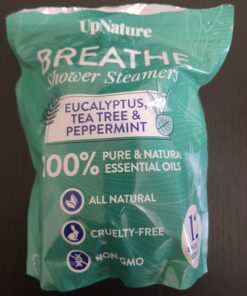 UpNature
BREATHE
Shower Steamers
EUCALYPTUS,
TEA TREE &
PEPPERMINT
100% PURE & NATURAL
ESSENTIAL OILS
ALL NATURAL
CRUELTY-FREE
NON-GMO